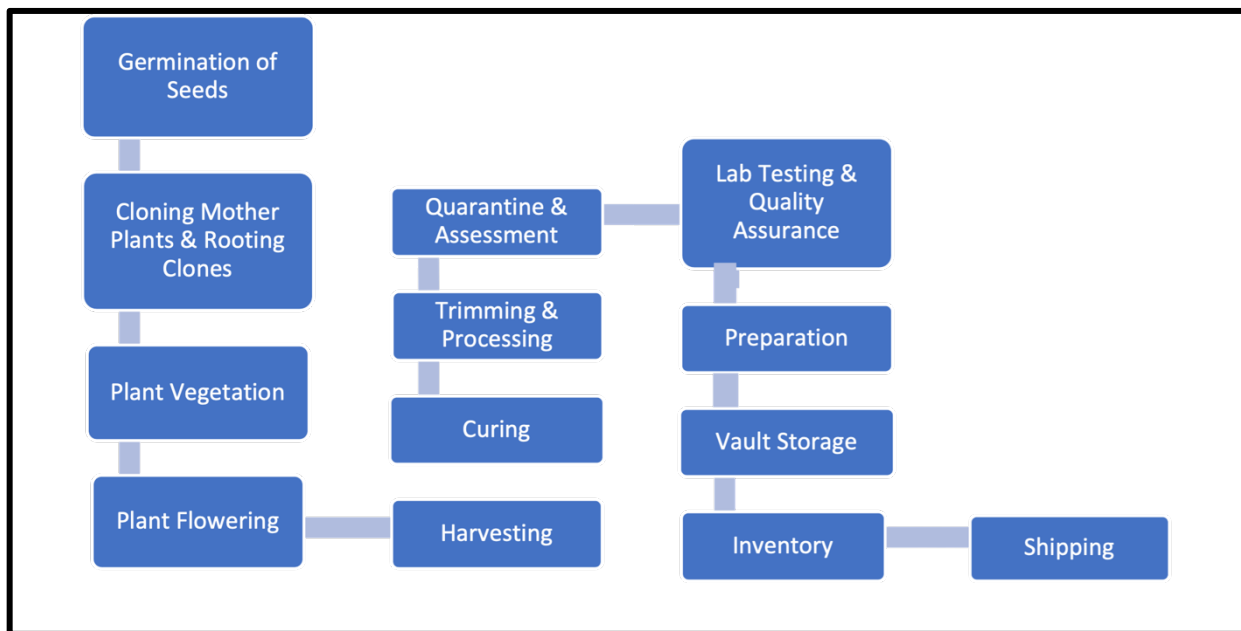 Germination of
Seeds
Cloning Mother
Plants & Rooting
Clones
Plant Vegetation
Plant Flowering
Harvesting
Curing
Trimming &
Processing
Quarantine &
Assessment
Lab Testing &
Quality
Assurance
Preparation
Vault Storage
Inventory
Shipping